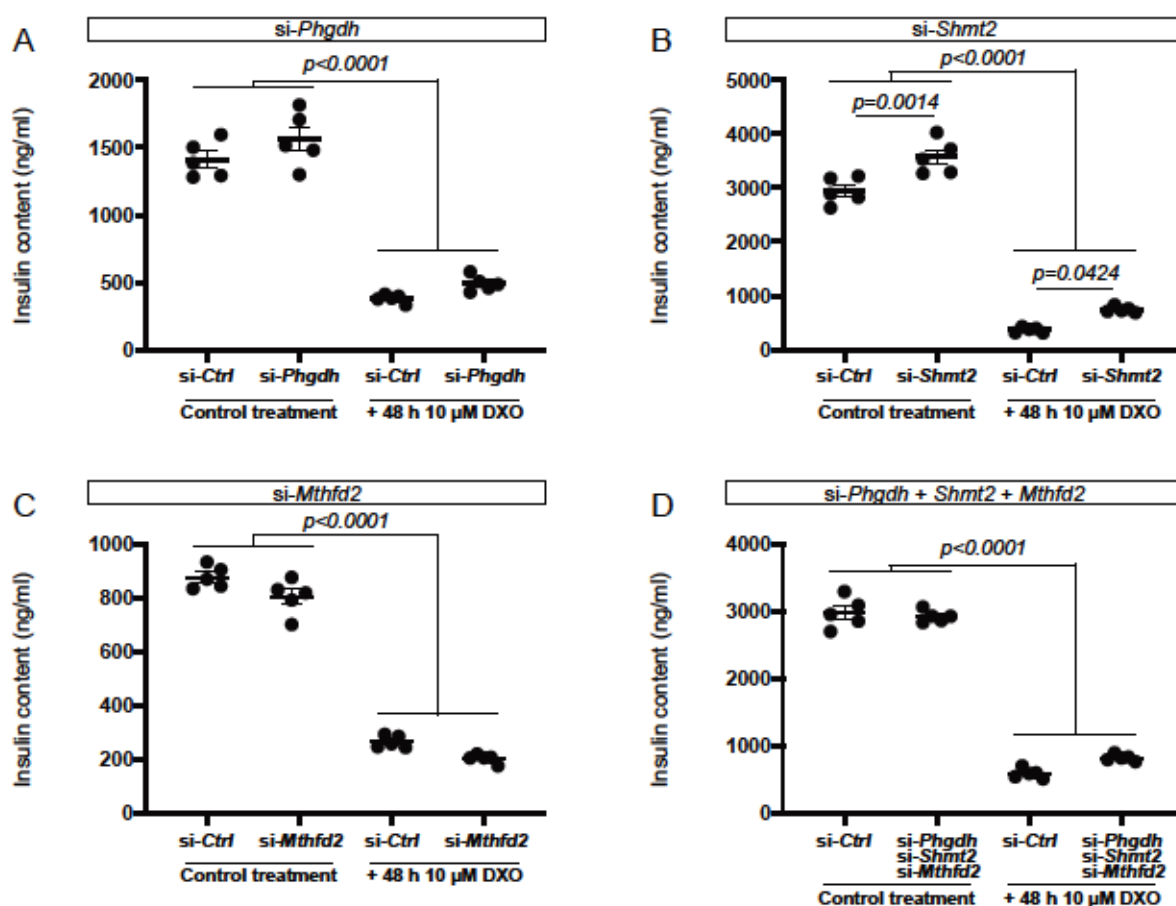 A
si-Phgdh
p<0.0001
Insulin content (ng/ml)
2000
1500
1000
500
0
si-Ctrl si-Phgdh si-Ctrl si-Phgdh
Control treatment + 48 h 10 µM DXO
B
si-Shmt2
p<0.0001
p=0.0014
p=0.0424
Insulin content (ng/ml)
5000
4000
3000
2000
1000
0
si-Ctrl si-Shmt2 si-Ctrl si-Shmt2
Control treatment + 48 h 10 µM DXO
C
si-Mthfd2
p<0.0001
Insulin content (ng/ml)
1000
800
600
400
200
0
si-Ctrl si-Mthfd2 si-Ctrl si-Mthfd2
Control treatment + 48 h 10 µM DXO
D
si-Phgdh + Shmt2 + Mthfd2
p<0.0001
Insulin content (ng/ml)
4000
3000
2000
1000
0
si-Ctrl si-Phgdh si-Ctrl si-Phgdh
si-Shmt2 si-Shmt2
si-Mthfd2 si-Mthfd2
Control treatment + 48 h 10 µM DXO